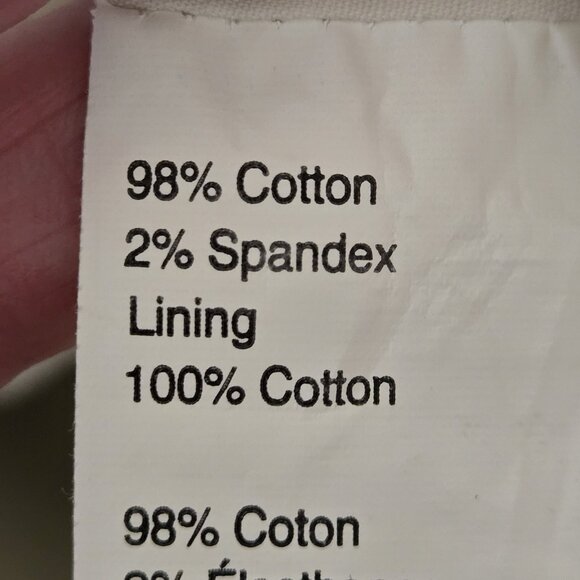 98% Cotton
2% Spandex
Lining
100% Cotton
98% Coton